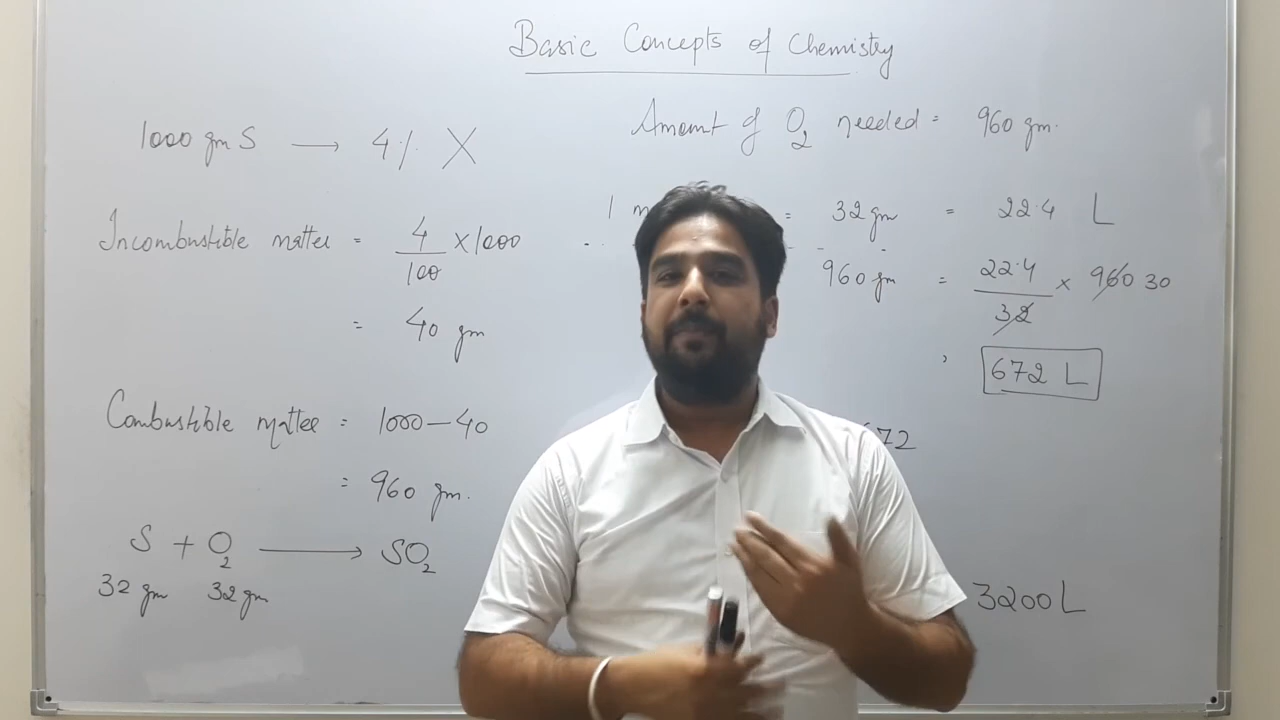 Basic Concepts of Chemistry
1000 gm S → 4% X
Incombustible matter = 4/100 × 1000
= 40 gm
Combustible matter = 1000 – 40
= 960 gm.
S + O2 → SO2
32 gm 32 gm
Amount of O2 needed = 960 gm.
1 = 32 gm = 22.4 L
960 gm = 22.4/32 × 960 30
672 L
672
3200 L